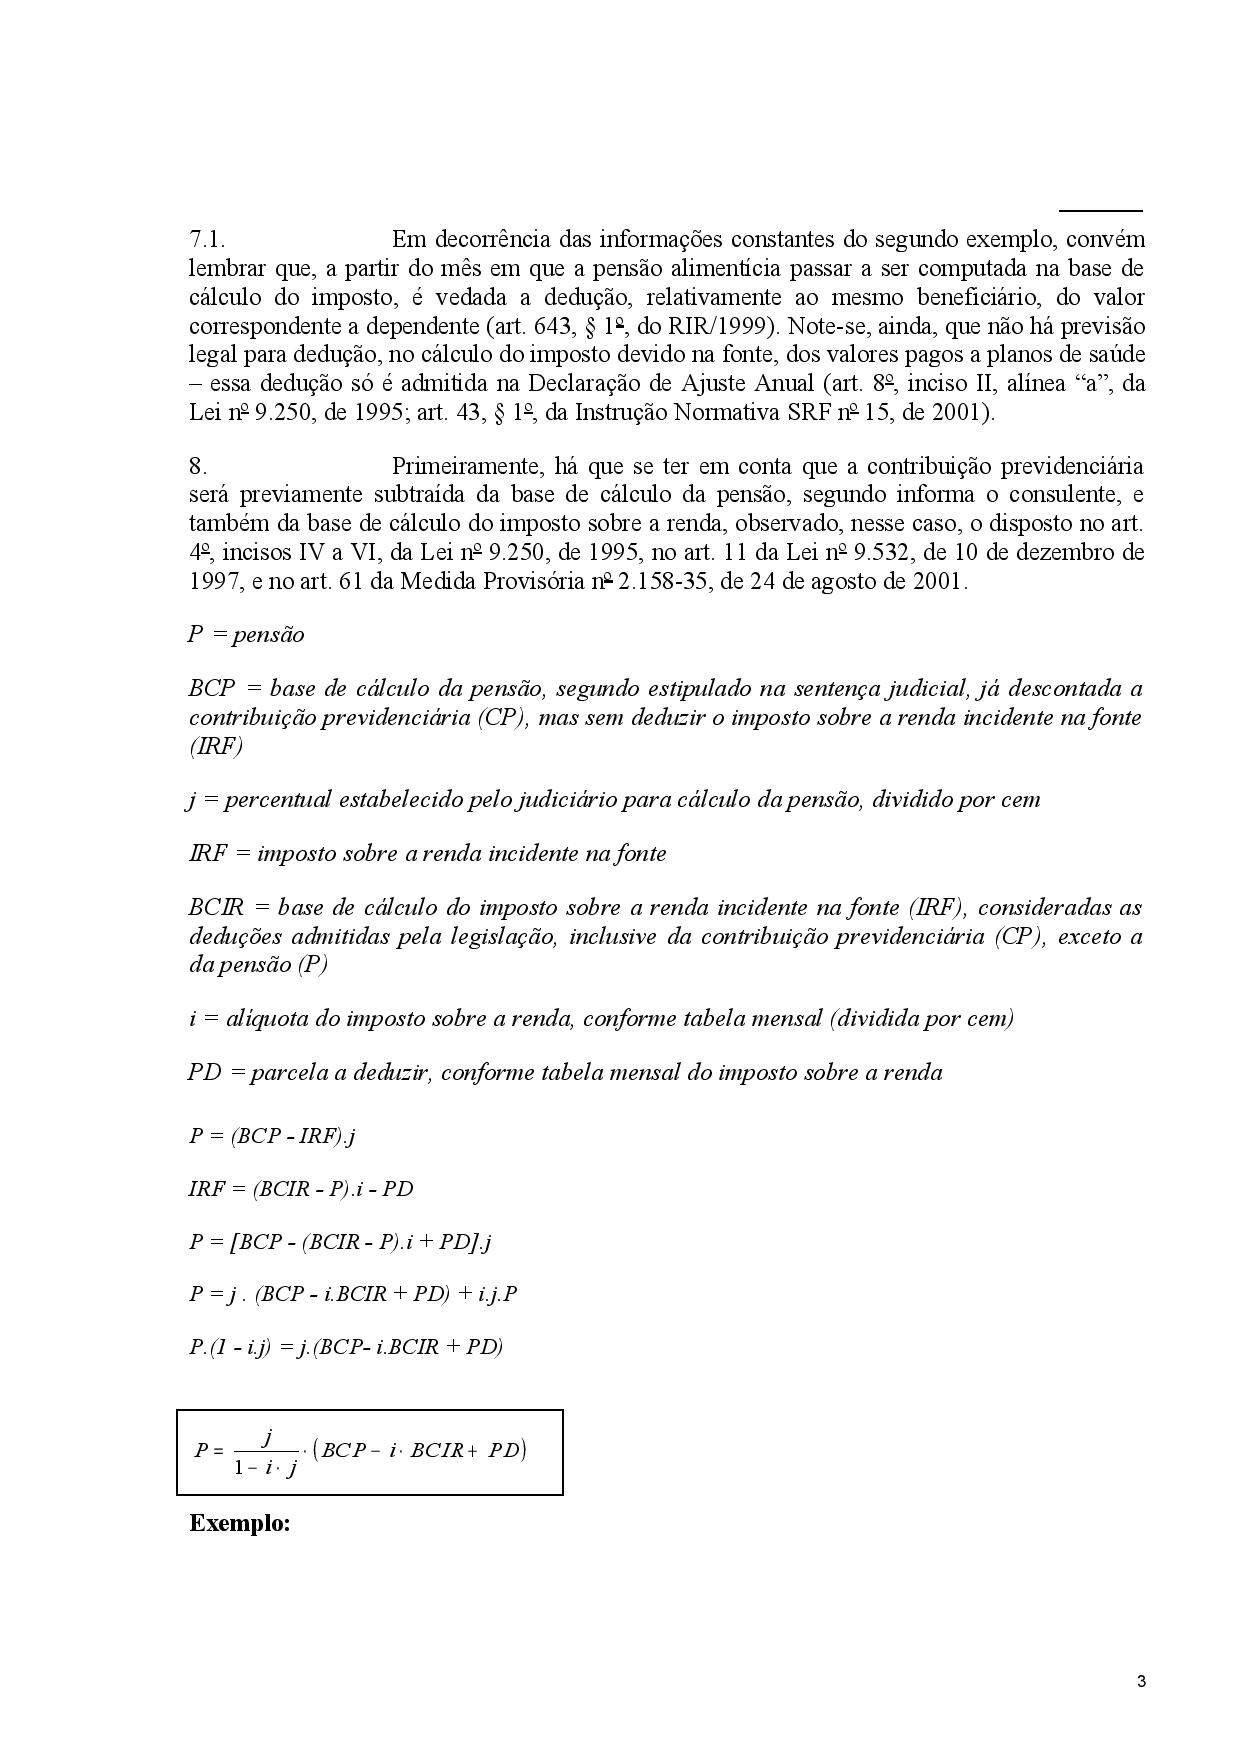 7.1. Em decorrência das informações constantes do segundo exemplo, convém
lembrar que, a partir do mês em que a pensão alimentícia passar a ser computada na base de
cálculo do imposto, é vedada a dedução, relativamente ao mesmo beneficiário, do valor
correspondente a dependente (art. 643, § 1º, do RIR/1999). Note-se, ainda, que não há previsão
legal para dedução, no cálculo do imposto devido na fonte, dos valores pagos a planos de saúde
– essa dedução só é admitida na Declaração de Ajuste Anual (art. 8º, inciso II, alínea “a”, da
Lei nº 9.250, de 1995; art. 43, § 1º, da Instrução Normativa SRF nº 15, de 2001).
8. Primeiramente, há que se ter em conta que a contribuição previdenciária
será previamente subtraída da base de cálculo da pensão, segundo informa o consulente, e
também da base de cálculo do imposto sobre a renda, observado, nesse caso, o disposto no art.
4º, incisos IV a VI, da Lei nº 9.250, de 1995, no art. 11 da Lei nº 9.532, de 10 de dezembro de
1997, e no art. 61 da Medida Provisória nº 2.158-35, de 24 de agosto de 2001.
P = pensão
BCP = base de cálculo da pensão, segundo estipulado na sentença judicial, já descontada a
contribuição previdenciária (CP), mas sem deduzir o imposto sobre a renda incidente na fonte
(IRF)
j = percentual estabelecido pelo judiciário para cálculo da pensão, dividido por cem
IRF = imposto sobre a renda incidente na fonte
BCIR = base de cálculo do imposto sobre a renda incidente na fonte (IRF), consideradas as
deduções admitidas pela legislação, inclusive da contribuição previdenciária (CP), exceto a
da pensão (P)
i = alíquota do imposto sobre a renda, conforme tabela mensal (dividida por cem)
PD = parcela a deduzir, conforme tabela mensal do imposto sobre a renda
P = (BCP - IRF).j
IRF = (BCIR - P).i - PD
P = [BCP - (BCIR - P).i + PD].j
P = j . (BCP - i.BCIR + PD) + i.j.P
P.(1 - i.j) = j.(BCP- i.BCIR + PD)
P = j / (1 − i · j) · (BCP − i · BCIR + PD)
Exemplo:
3